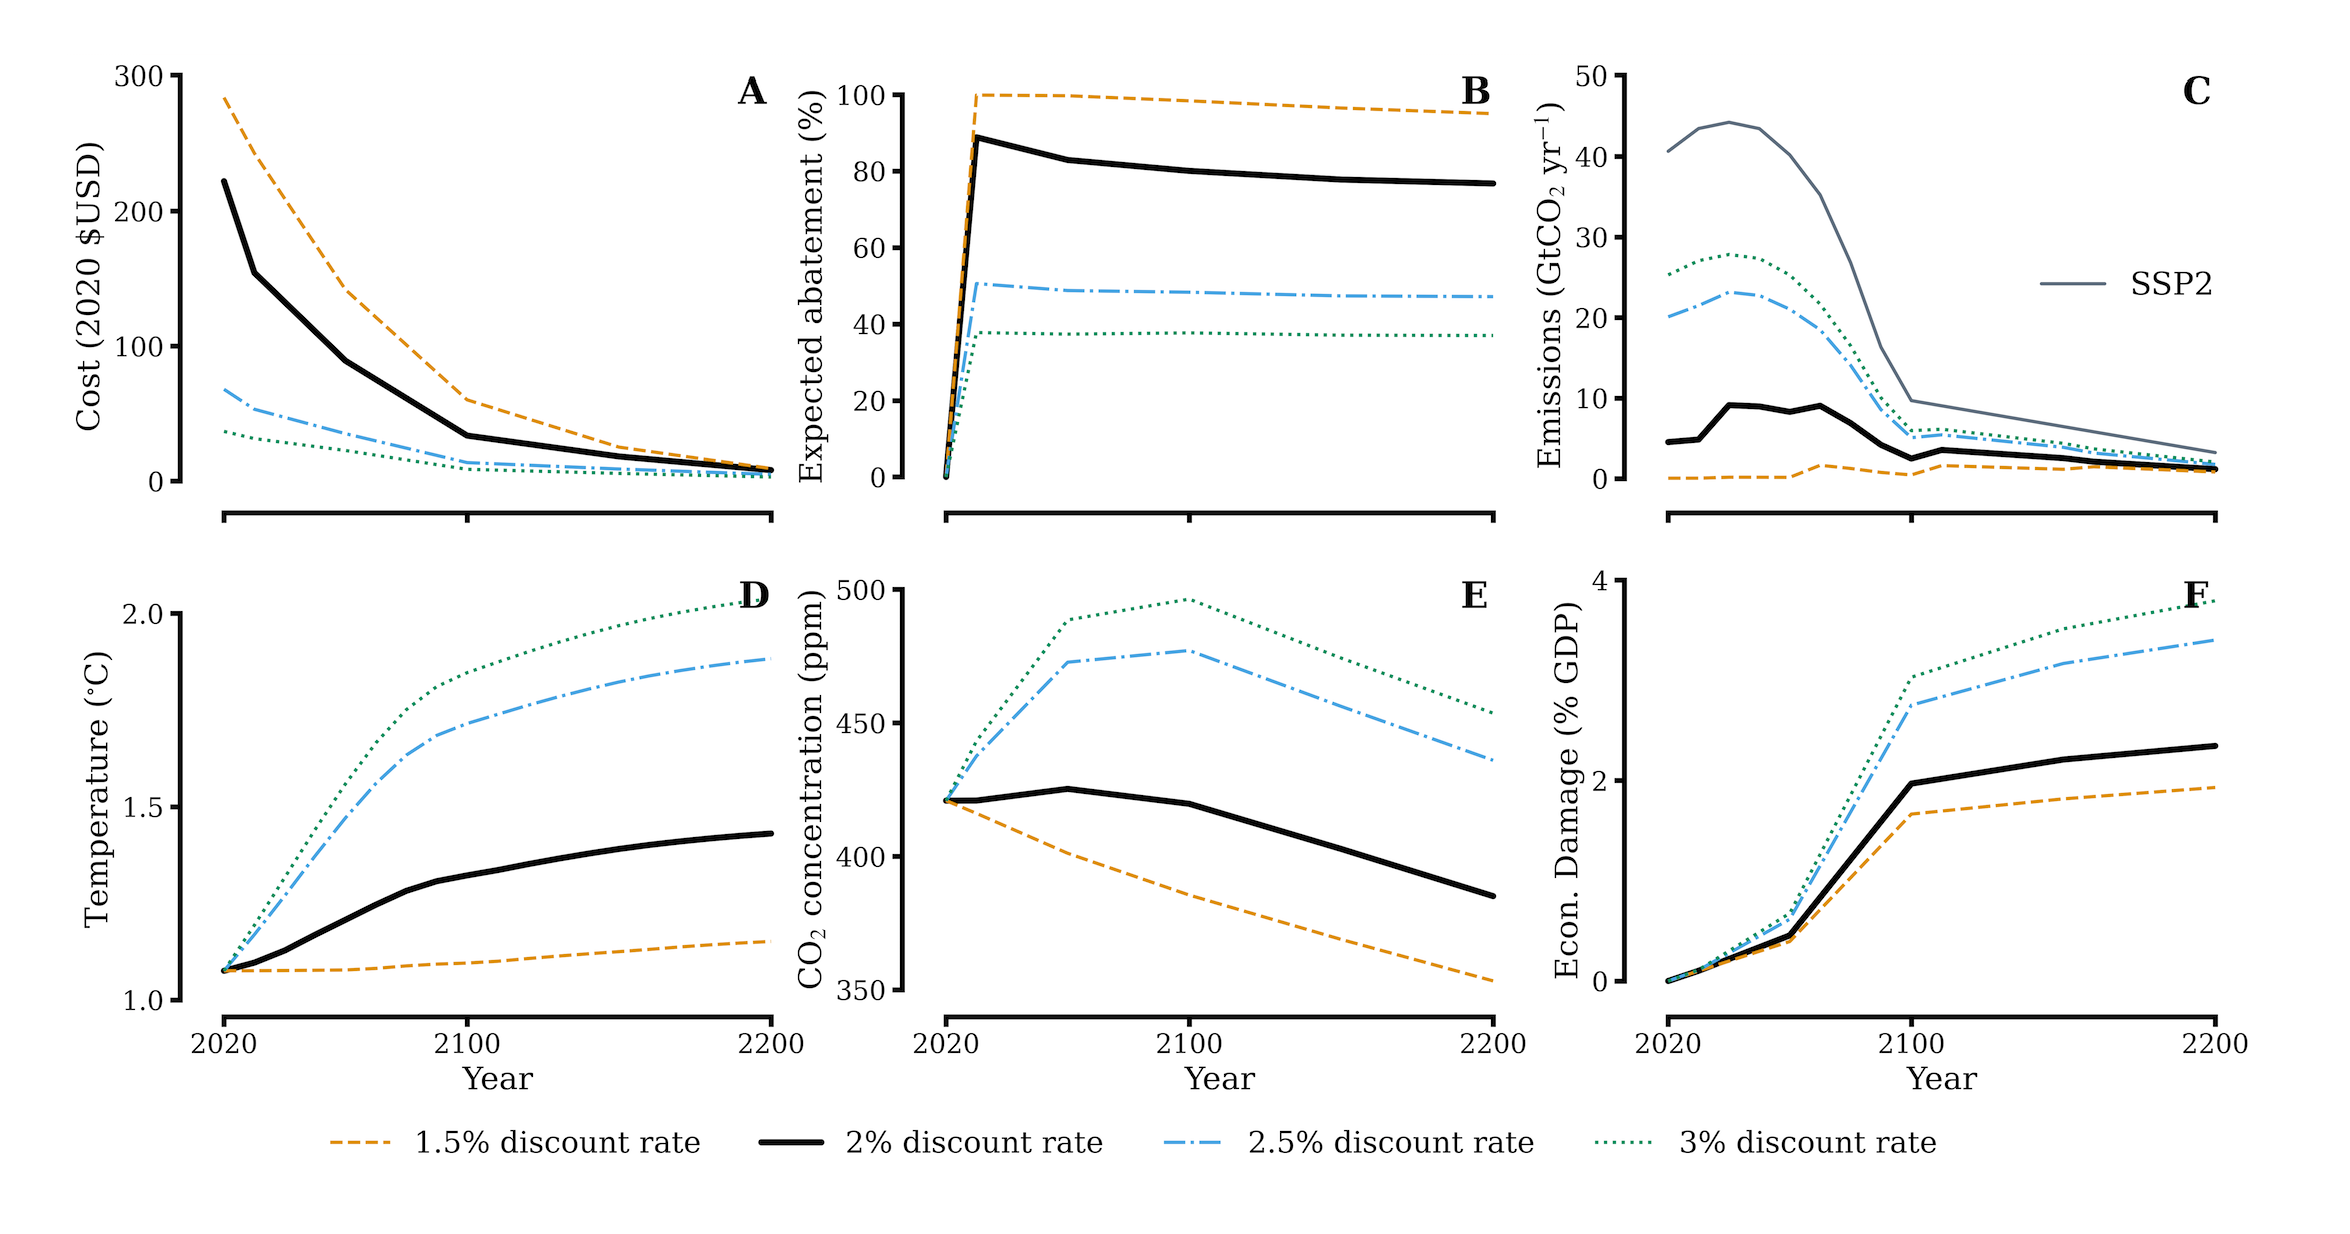 A
Cost (2020 $USD)
300
200
100
0
B
Expected abatement (%)
100
80
60
40
20
0
C
Emissions (GtCO₂ yr⁻¹)
50
40
30
20
10
0
SSP2
D
Temperature (°C)
2.0
1.5
1.0
2020
2100
2200
Year
E
CO₂ concentration (ppm)
500
450
400
350
2020
2100
2200
Year
F
Econ. Damage (% GDP)
4
2
0
2020
2100
2200
Year
1.5% discount rate
2% discount rate
2.5% discount rate
3% discount rate